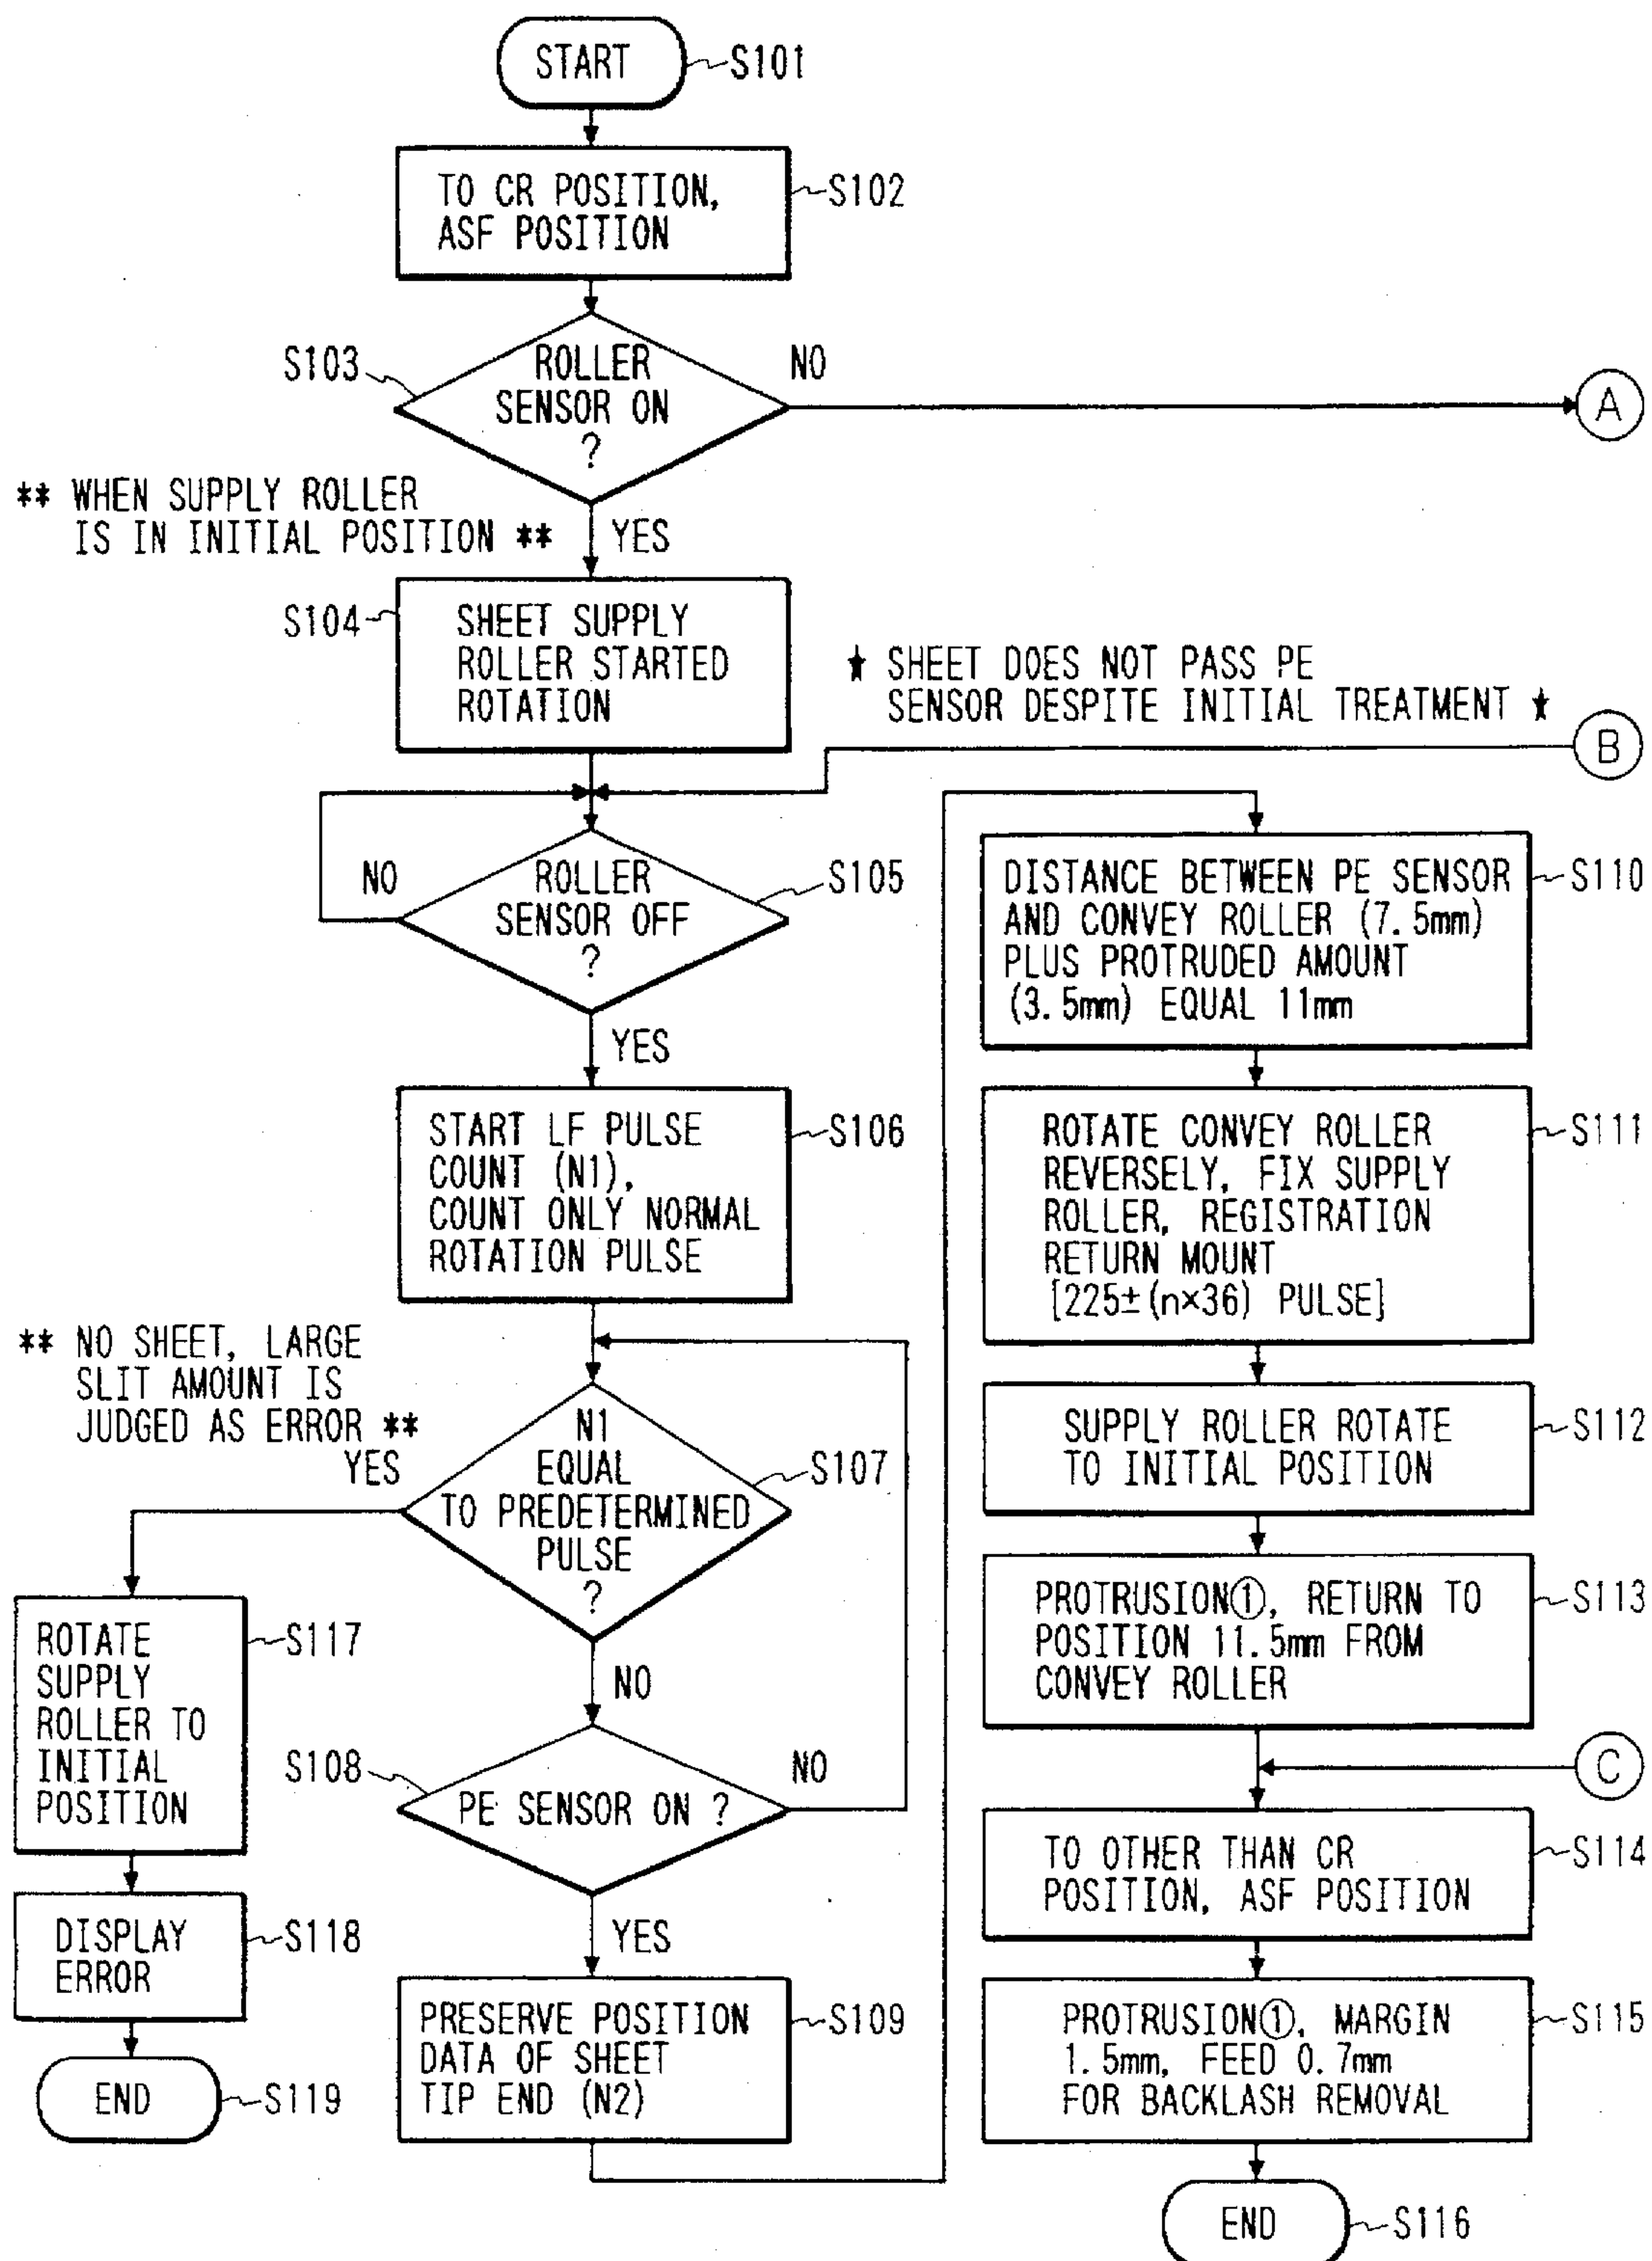 START
S101
TO CR POSITION,
ASF POSITION
S102
S103
ROLLER
SENSOR ON
?
NO
A
** WHEN SUPPLY ROLLER
IS IN INITIAL POSITION **
YES
S104
SHEET SUPPLY
ROLLER STARTED
ROTATION
★ SHEET DOES NOT PASS PE
SENSOR DESPITE INITIAL TREATMENT ★
B
NO
ROLLER
SENSOR OFF
?
S105
YES
START LF PULSE
COUNT (N1),
COUNT ONLY NORMAL
ROTATION PULSE
S106
** NO SHEET, LARGE
SLIT AMOUNT IS
JUDGED AS ERROR **
YES
N1
EQUAL
TO PREDETERMINED
PULSE
?
S107
NO
ROTATE
SUPPLY
ROLLER TO
INITIAL
POSITION
S117
S108
PE SENSOR ON ?
NO
YES
DISPLAY
ERROR
S118
END
S119
PRESERVE POSITION
DATA OF SHEET
TIP END (N2)
S109
DISTANCE BETWEEN PE SENSOR
AND CONVEY ROLLER (7.5mm)
PLUS PROTRUDED AMOUNT
(3.5mm) EQUAL 11mm
S110
ROTATE CONVEY ROLLER
REVERSELY, FIX SUPPLY
ROLLER, REGISTRATION
RETURN MOUNT
[225±(n×36) PULSE]
S111
SUPPLY ROLLER ROTATE
TO INITIAL POSITION
S112
PROTRUSION①, RETURN TO
POSITION 11.5mm FROM
CONVEY ROLLER
S113
C
TO OTHER THAN CR
POSITION, ASF POSITION
S114
PROTRUSION①, MARGIN
1.5mm, FEED 0.7mm
FOR BACKLASH REMOVAL
S115
END
S116